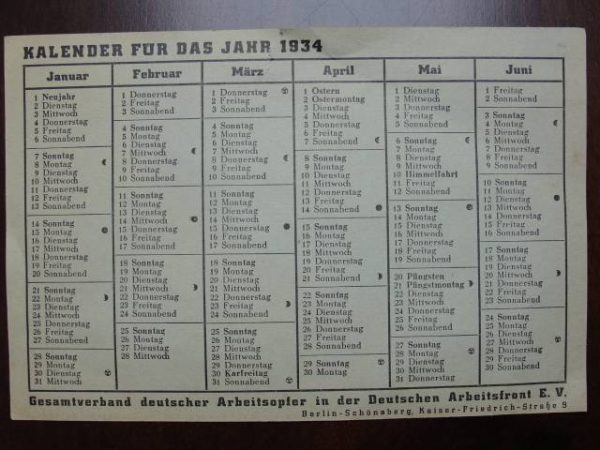 KALENDER FÜR DAS JAHR 1934
Januar
1 Neujahr
2 Dienstag
3 Mittwoch
4 Donnerstag
5 Freitag
6 Sonnabend
7 Sonntag
8 Montag
9 Dienstag
10 Mittwoch
11 Donnerstag
12 Freitag
13 Sonnabend
14 Sonntag
15 Montag
16 Dienstag
17 Mittwoch
18 Donnerstag
19 Freitag
20 Sonnabend
21 Sonntag
22 Montag
23 Dienstag
24 Mittwoch
25 Donnerstag
26 Freitag
27 Sonnabend
28 Sonntag
29 Montag
30 Dienstag
31 Mittwoch
Februar
1 Donnerstag
2 Freitag
3 Sonnabend
4 Sonntag
5 Montag
6 Dienstag
7 Mittwoch
8 Donnerstag
9 Freitag
10 Sonnabend
11 Sonntag
12 Montag
13 Dienstag
14 Mittwoch
15 Donnerstag
16 Freitag
17 Sonnabend
18 Sonntag
19 Montag
20 Dienstag
21 Mittwoch
22 Donnerstag
23 Freitag
24 Sonnabend
25 Sonntag
26 Montag
27 Dienstag
28 Mittwoch
März
1 Donnerstag
2 Freitag
3 Sonnabend
4 Sonntag
5 Montag
6 Dienstag
7 Mittwoch
8 Donnerstag
9 Freitag
10 Sonnabend
11 Sonntag
12 Montag
13 Dienstag
14 Mittwoch
15 Donnerstag
16 Freitag
17 Sonnabend
18 Sonntag
19 Montag
20 Dienstag
21 Mittwoch
22 Donnerstag
23 Freitag
24 Sonnabend
25 Sonntag
26 Montag
27 Dienstag
28 Mittwoch
29 Donnerstag
30 Karfreitag
31 Sonnabend
April
1 Ostern
2 Ostermontag
3 Dienstag
4 Mittwoch
5 Donnerstag
6 Freitag
7 Sonnabend
8 Sonntag
9 Montag
10 Dienstag
11 Mittwoch
12 Donnerstag
13 Freitag
14 Sonnabend
15 Sonntag
16 Montag
17 Dienstag
18 Mittwoch
19 Donnerstag
20 Freitag
21 Sonnabend
22 Sonntag
23 Montag
24 Dienstag
25 Mittwoch
26 Donnerstag
27 Freitag
28 Sonnabend
29 Sonntag
30 Montag
Mai
1 Dienstag
2 Mittwoch
3 Donnerstag
4 Freitag
5 Sonnabend
6 Sonntag
7 Montag
8 Dienstag
9 Mittwoch
10 Himmelfahrt
11 Freitag
12 Sonnabend
13 Sonntag
14 Montag
15 Dienstag
16 Mittwoch
17 Donnerstag
18 Freitag
19 Sonnabend
20 Pfingsten
21 Pfingstmontag
22 Dienstag
23 Mittwoch
24 Donnerstag
25 Freitag
26 Sonnabend
27 Sonntag
28 Montag
29 Dienstag
30 Mittwoch
31 Donnerstag
Juni
1 Freitag
2 Sonnabend
3 Sonntag
4 Montag
5 Dienstag
6 Mittwoch
7 Donnerstag
8 Freitag
9 Sonnabend
10 Sonntag
11 Montag
12 Dienstag
13 Mittwoch
14 Donnerstag
15 Freitag
16 Sonnabend
17 Sonntag
18 Montag
19 Dienstag
20 Mittwoch
21 Donnerstag
22 Freitag
23 Sonnabend
24 Sonntag
25 Montag
26 Dienstag
27 Mittwoch
28 Donnerstag
29 Freitag
30 Sonnabend
Gesamtverband deutscher Arbeitsopfer in der Deutschen Arbeitsfront E. V.
Berlin-Schöneberg, Kaiser-Friedrich-Straße 9